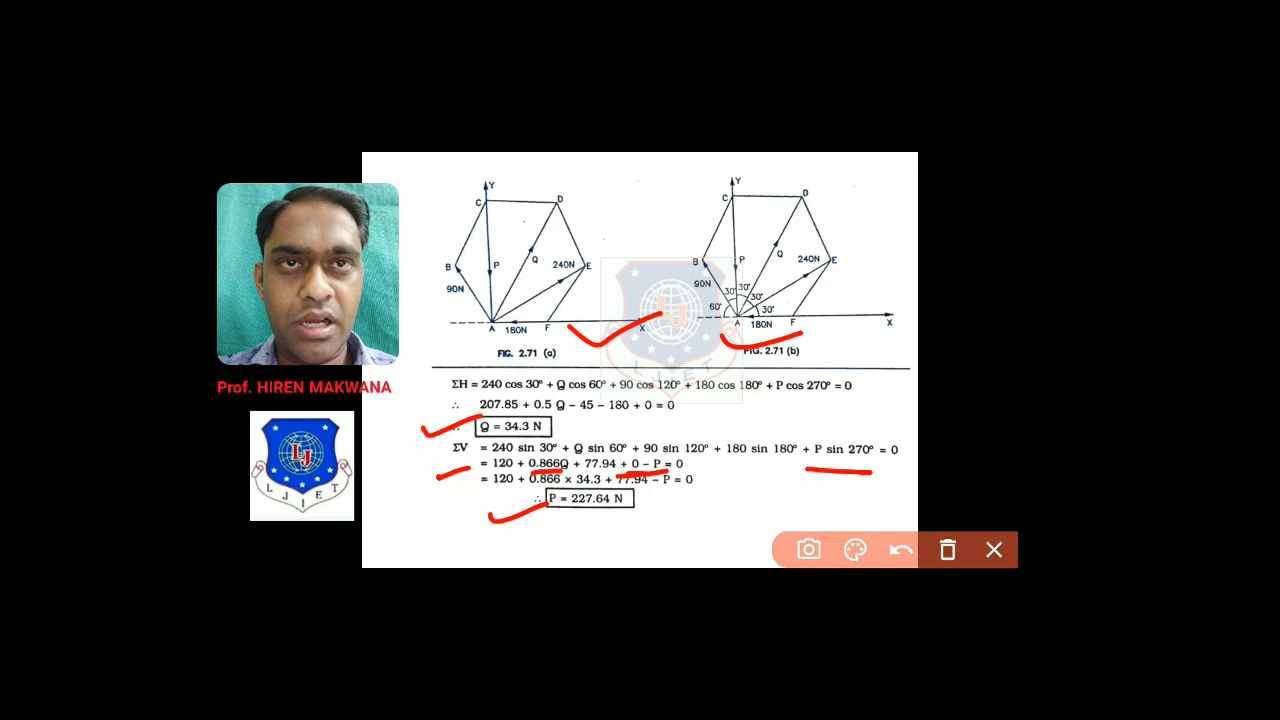 Y
C
D
B
P
Q
240N
E
90N
A
180N
F
X
FIG. 2.71 (a)
Y
C
D
B
P
Q
240N
E
90N
30°
30°
30°
60°
30°
A
180N
F
X
FIG. 2.71 (b)
LJIET
Prof. HIREN MAKWANA
LJ
LJIET
ΣH = 240 cos 30° + Q cos 60° + 90 cos 120° + 180 cos 180° + P cos 270° = 0
∴ 207.85 + 0.5 Q – 45 – 180 + 0 = 0
∴ Q = 34.3 N
ΣV = 240 sin 30° + Q sin 60° + 90 sin 120° + 180 sin 180° + P sin 270° = 0
= 120 + 0.866Q + 77.94 + 0 – P = 0
= 120 + 0.866 × 34.3 + 77.94 – P = 0
∴ P = 227.64 N